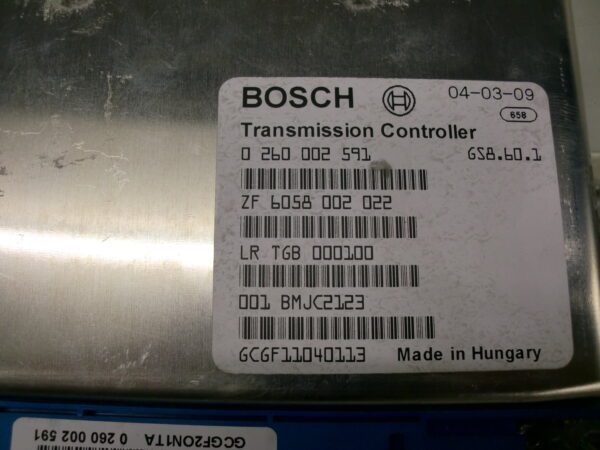 BOSCH 04-03-09
658
Transmission Controller
0 260 002 591 GS8.60.1
ZF 6058 002 022
LR TGB 000100
001 BMJC2123
GCGF11040113 Made in Hungary
GCGF2ON1TA 0 260 002 591